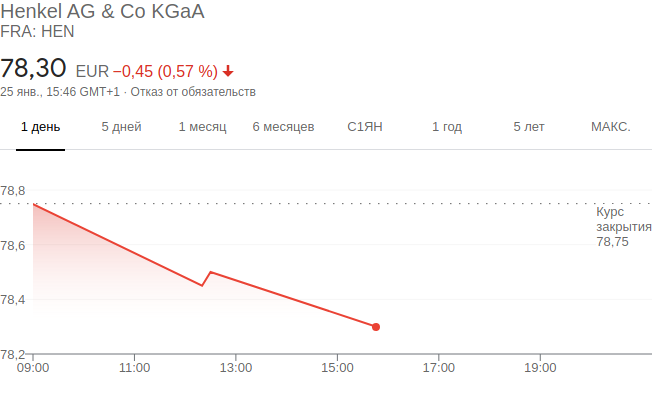 Henkel AG & Co KGaA
FRA: HEN
78,30 EUR −0,45 (0,57 %)
25 янв., 15:46 GMT+1 · Отказ от обязательств
1 день 5 дней 1 месяц 6 месяцев С1ЯН 1 год 5 лет МАКС.
78,8
Курс
закрытия
78,75
78,6
78,4
78,2
09:00 11:00 13:00 15:00 17:00 19:00